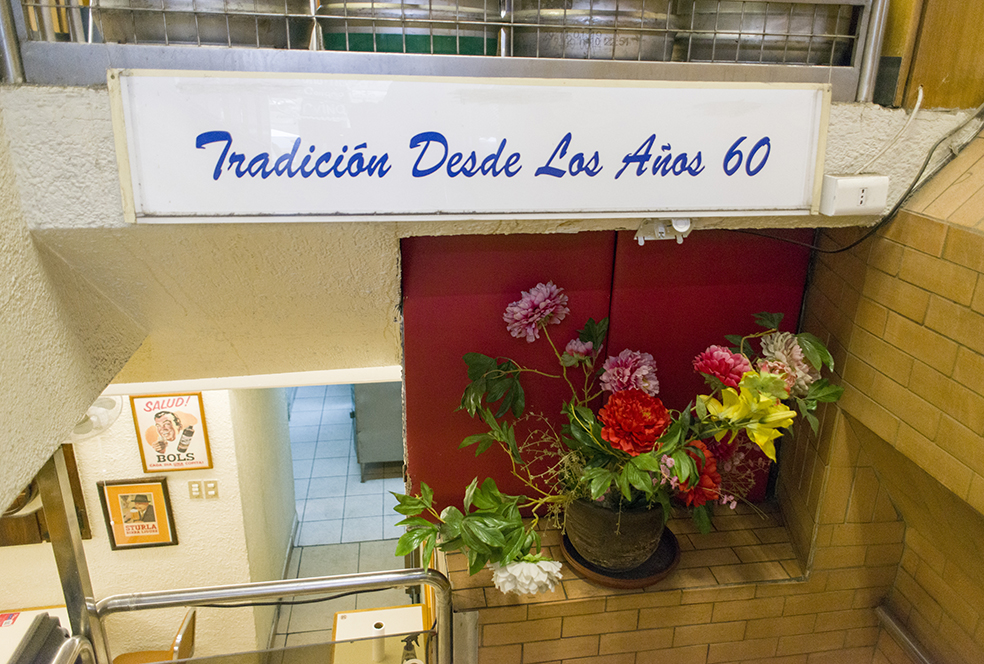 Tradición Desde Los Años 60
SALUD!
BOLS
STURLA